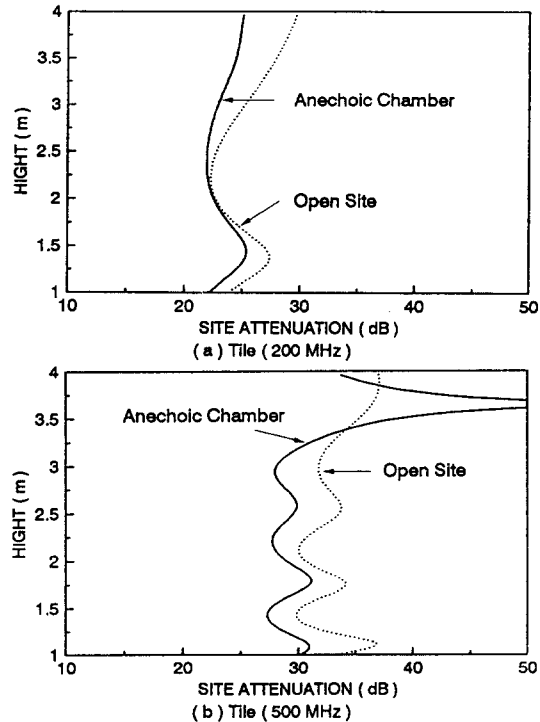 4
3.5
3
2.5
2
1.5
1
HIGHT ( m )
Anechoic Chamber
Open Site
10 20 30 40 50
SITE ATTENUATION ( dB )
( a ) Tile ( 200 MHz )
4
3.5
3
2.5
2
1.5
1
HIGHT ( m )
Anechoic Chamber
Open Site
10 20 30 40 50
SITE ATTENUATION ( dB )
( b ) Tile ( 500 MHz )